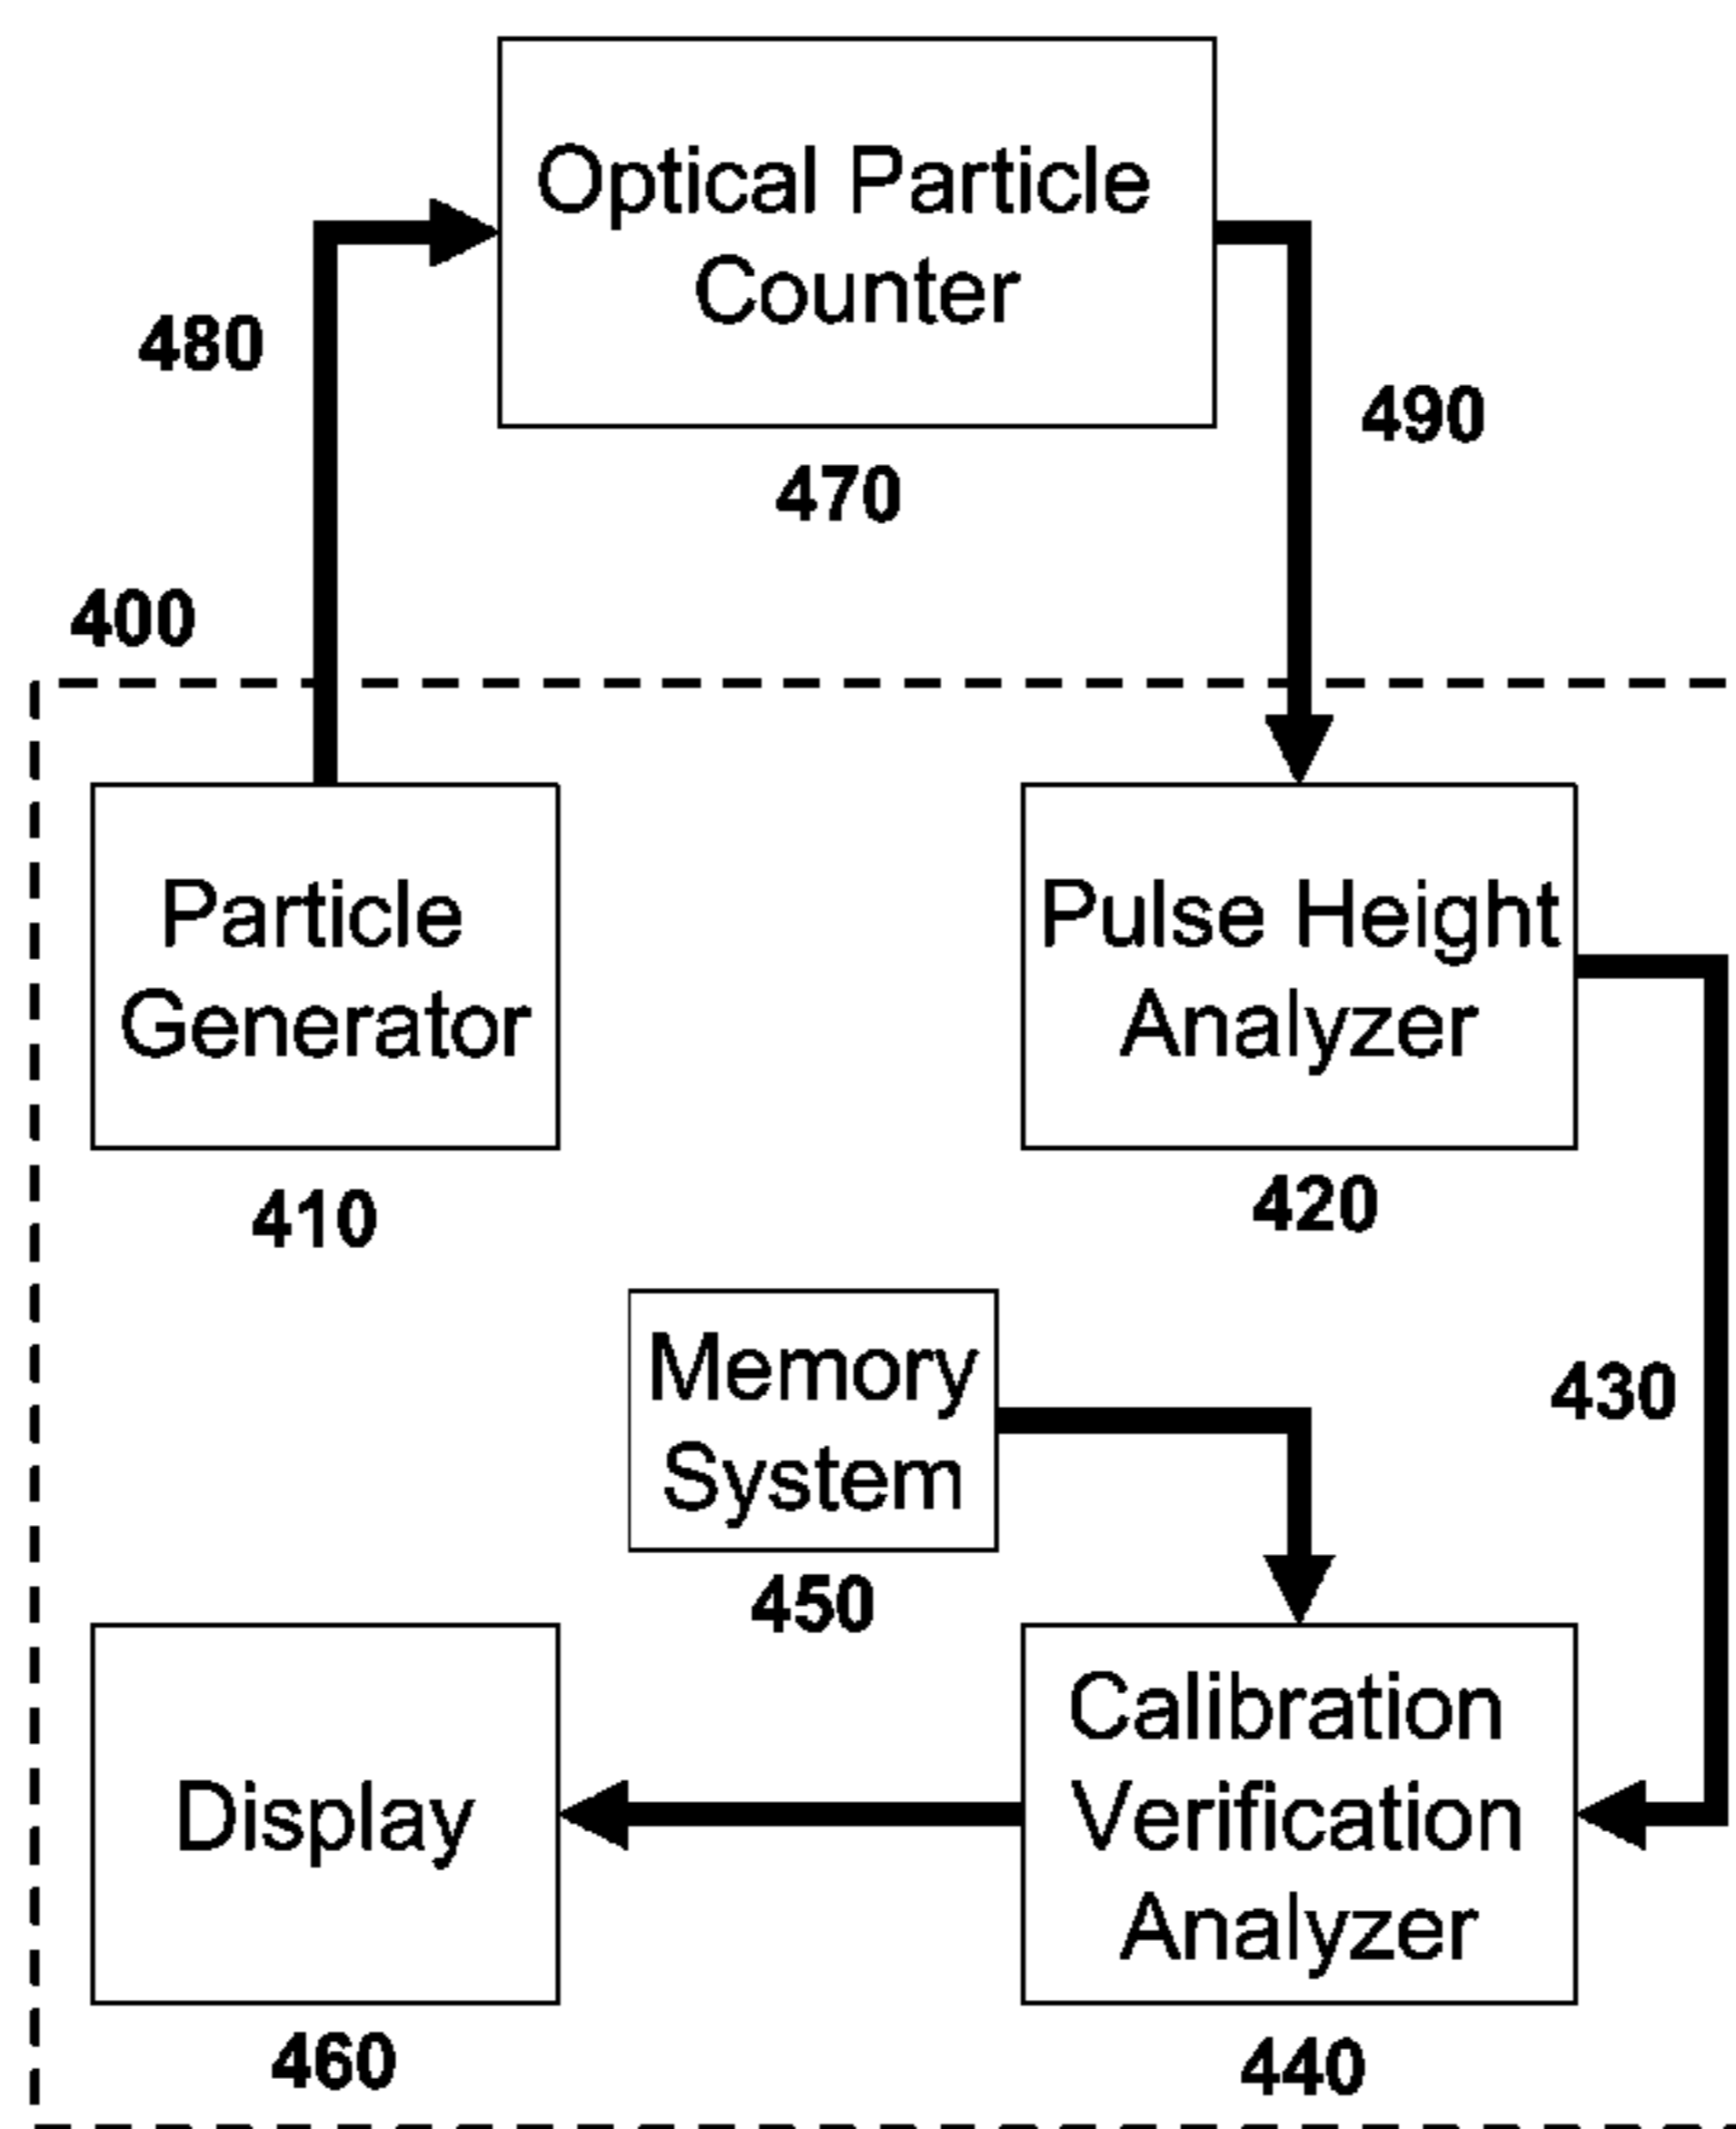 Optical Particle
Counter
480
490
470
400
Particle
Generator
Pulse Height
Analyzer
410
420
Memory
System
430
450
Display
Calibration
Verification
Analyzer
460
440